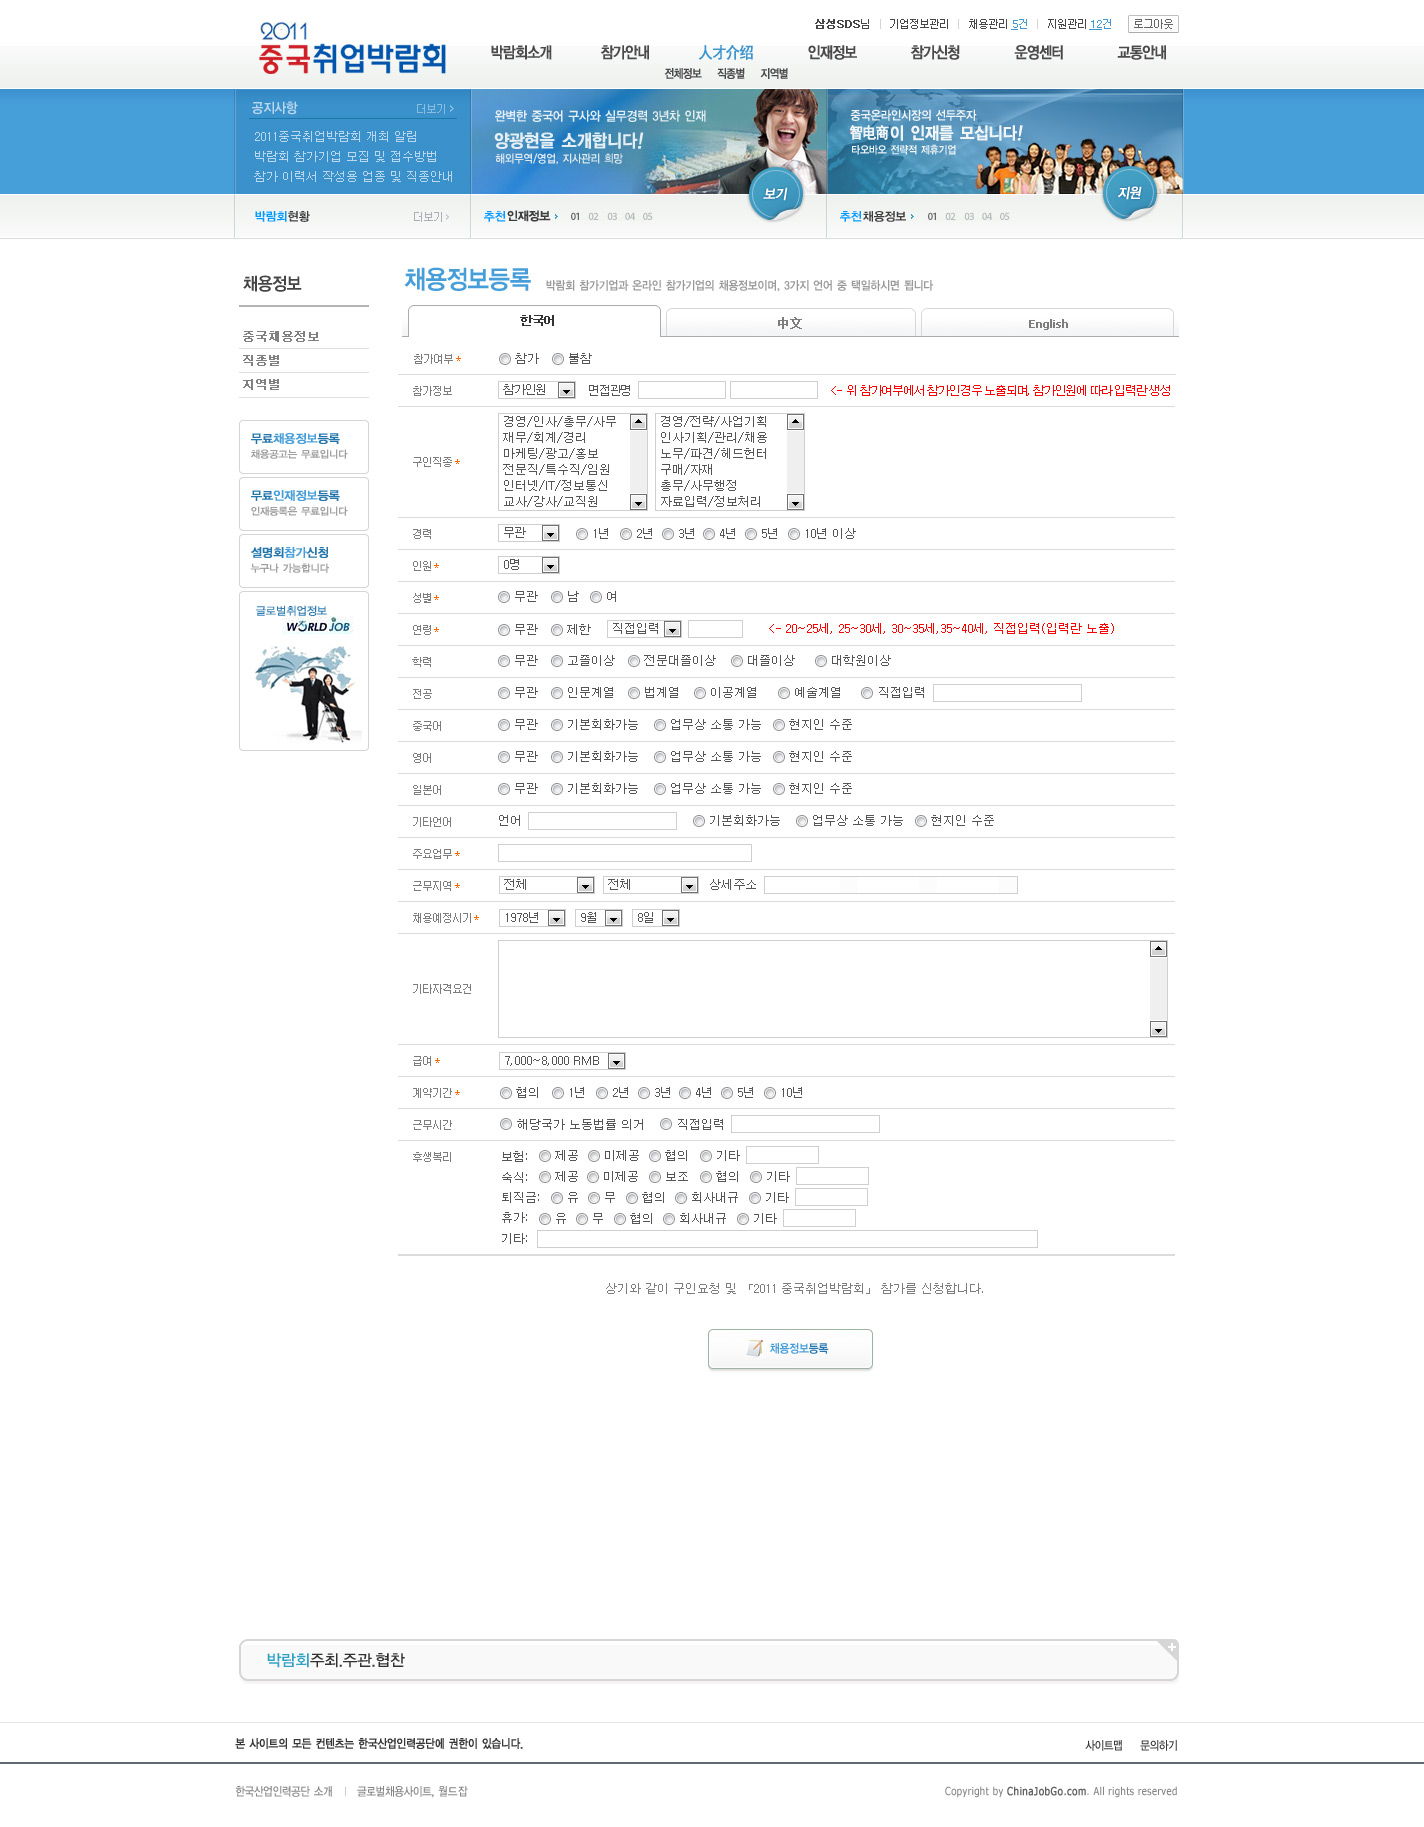 삼성SDS님 기업정보관리 채용관리 5건 지원관리 12건 로그아웃
2011
중국취업박람회
박람회소개 참가안내 人才介绍 인재정보 참가신청 운영센터 교통안내
전체정보 직종별 지역별
공지사항 더보기
2011중국취업박람회 개최 알림
박람회 참가기업 모집 및 접수방법
참가 이력서 작성용 업종 및 직종안내
완벽한 중국어 구사와 실무경력 3년차 인재
양광현을 소개합니다!
해외무역/영업, 지사관리 희망
보기
중국온라인시장의 선두주자
智电商이 인재를 모십니다!
타오바오 전략적 제휴기업
지원
박람회현황 더보기
추천인재정보 01 02 03 04 05
추천채용정보 01 02 03 04 05
채용정보
중국채용정보
직종별
지역별
무료채용정보등록
채용공고는 무료입니다
무료인재정보등록
인재등록은 무료입니다
설명회참가신청
누구나 가능합니다
글로벌취업정보
WORLD JOB
채용정보등록 박람회 참가기업과 온라인 참가기업의 채용정보이며, 3가지 언어 중 택일하시면 됩니다
한국어 中文 English
참가여부* 참가 불참
참가정보 참가인원 면접관명 <- 위 참가여부에서 참가인경우 노출되며, 참가인원에 따라 입력란 생성
구인직종*
경영/인사/총무/사무
재무/회계/경리
마케팅/광고/홍보
전문직/특수직/임원
인터넷/IT/정보통신
교사/강사/교직원
경영/전략/사업기획
인사기획/관리/채용
노무/파견/헤드헌터
구매/자재
총무/사무행정
자료입력/정보처리
경력 무관 1년 2년 3년 4년 5년 10년 이상
인원* 0명
성별* 무관 남 여
연령* 무관 제한 직접입력 <- 20~25세, 25~30세, 30~35세,35~40세, 직접입력(입력란 노출)
학력 무관 고졸이상 전문대졸이상 대졸이상 대학원이상
전공 무관 인문계열 법계열 이공계열 예술계열 직접입력
중국어 무관 기본회화가능 업무상 소통 가능 현지인 수준
영어 무관 기본회화가능 업무상 소통 가능 현지인 수준
일본어 무관 기본회화가능 업무상 소통 가능 현지인 수준
기타언어 언어 기본회화가능 업무상 소통 가능 현지인 수준
주요업무*
근무지역* 전체 전체 상세주소
채용예정시기* 1978년 9월 8일
기타자격요건
급여* 7,000~8,000 RMB
계약기간* 협의 1년 2년 3년 4년 5년 10년
근무시간 해당국가 노동법률 의거 직접입력
후생복리 보험: 제공 미제공 협의 기타
숙식: 제공 미제공 보조 협의 기타
퇴직금: 유 무 협의 회사내규 기타
휴가: 유 무 협의 회사내규 기타
기타:
상기와 같이 구인요청 및 「2011 중국취업박람회」 참가를 신청합니다.
채용정보등록
박람회주최.주관.협찬
본 사이트의 모든 컨텐츠는 한국산업인력공단에 권한이 있습니다. 사이트맵 문의하기
한국산업인력공단 소개 글로벌채용사이트, 월드잡 Copyright by ChinaJobGo.com. All rights reserved